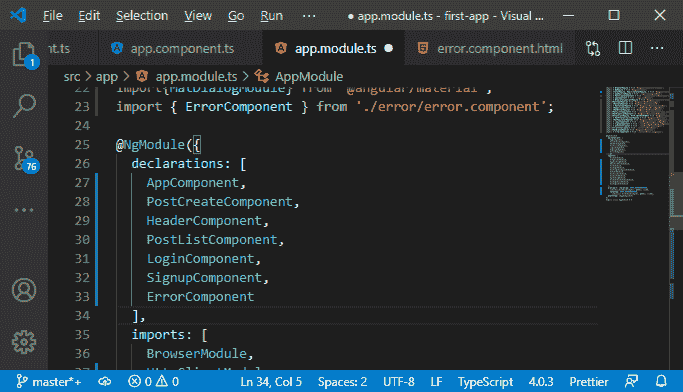 File Edit Selection ... ● app.module.ts - first-app - Visual ...
nt.ts app.component.ts app.module.ts ● error.component.html ...
src > app > app.module.ts > AppModule
22 import{MatDialogModule} from '@angular/material';
23 import { ErrorComponent } from './error/error.component';
24
25 @NgModule({
26 declarations: [
27 AppComponent,
28 PostCreateComponent,
29 HeaderComponent,
30 PostListComponent,
31 LoginComponent,
32 SignupComponent,
33 ErrorComponent
34 ],
35 imports: [
36 BrowserModule,
1
76
master*+ 0 0 Ln 34, Col 5 Spaces: 2 UTF-8 LF TypeScript 4.0.3 Prettier